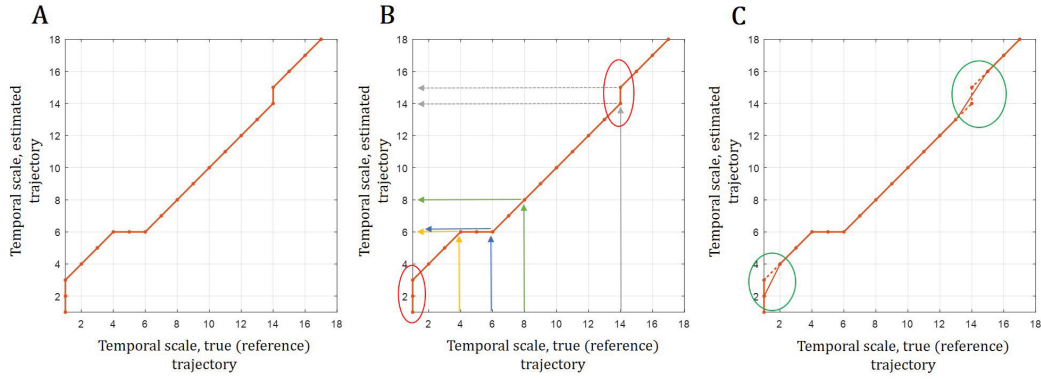 A
Temporal scale, estimated
trajectory
18
16
14
12
10
8
6
4
2
2 4 6 8 10 12 14 16 18
Temporal scale, true (reference)
trajectory
B
Temporal scale, estimated
trajectory
18
16
14
12
10
8
6
4
2
2 4 6 8 10 12 14 16 18
Temporal scale, true (reference)
trajectory
C
Temporal scale, estimated
trajectory
18
16
14
12
10
8
6
4
2
2 4 6 8 10 12 14 16 18
Temporal scale, true (reference)
trajectory